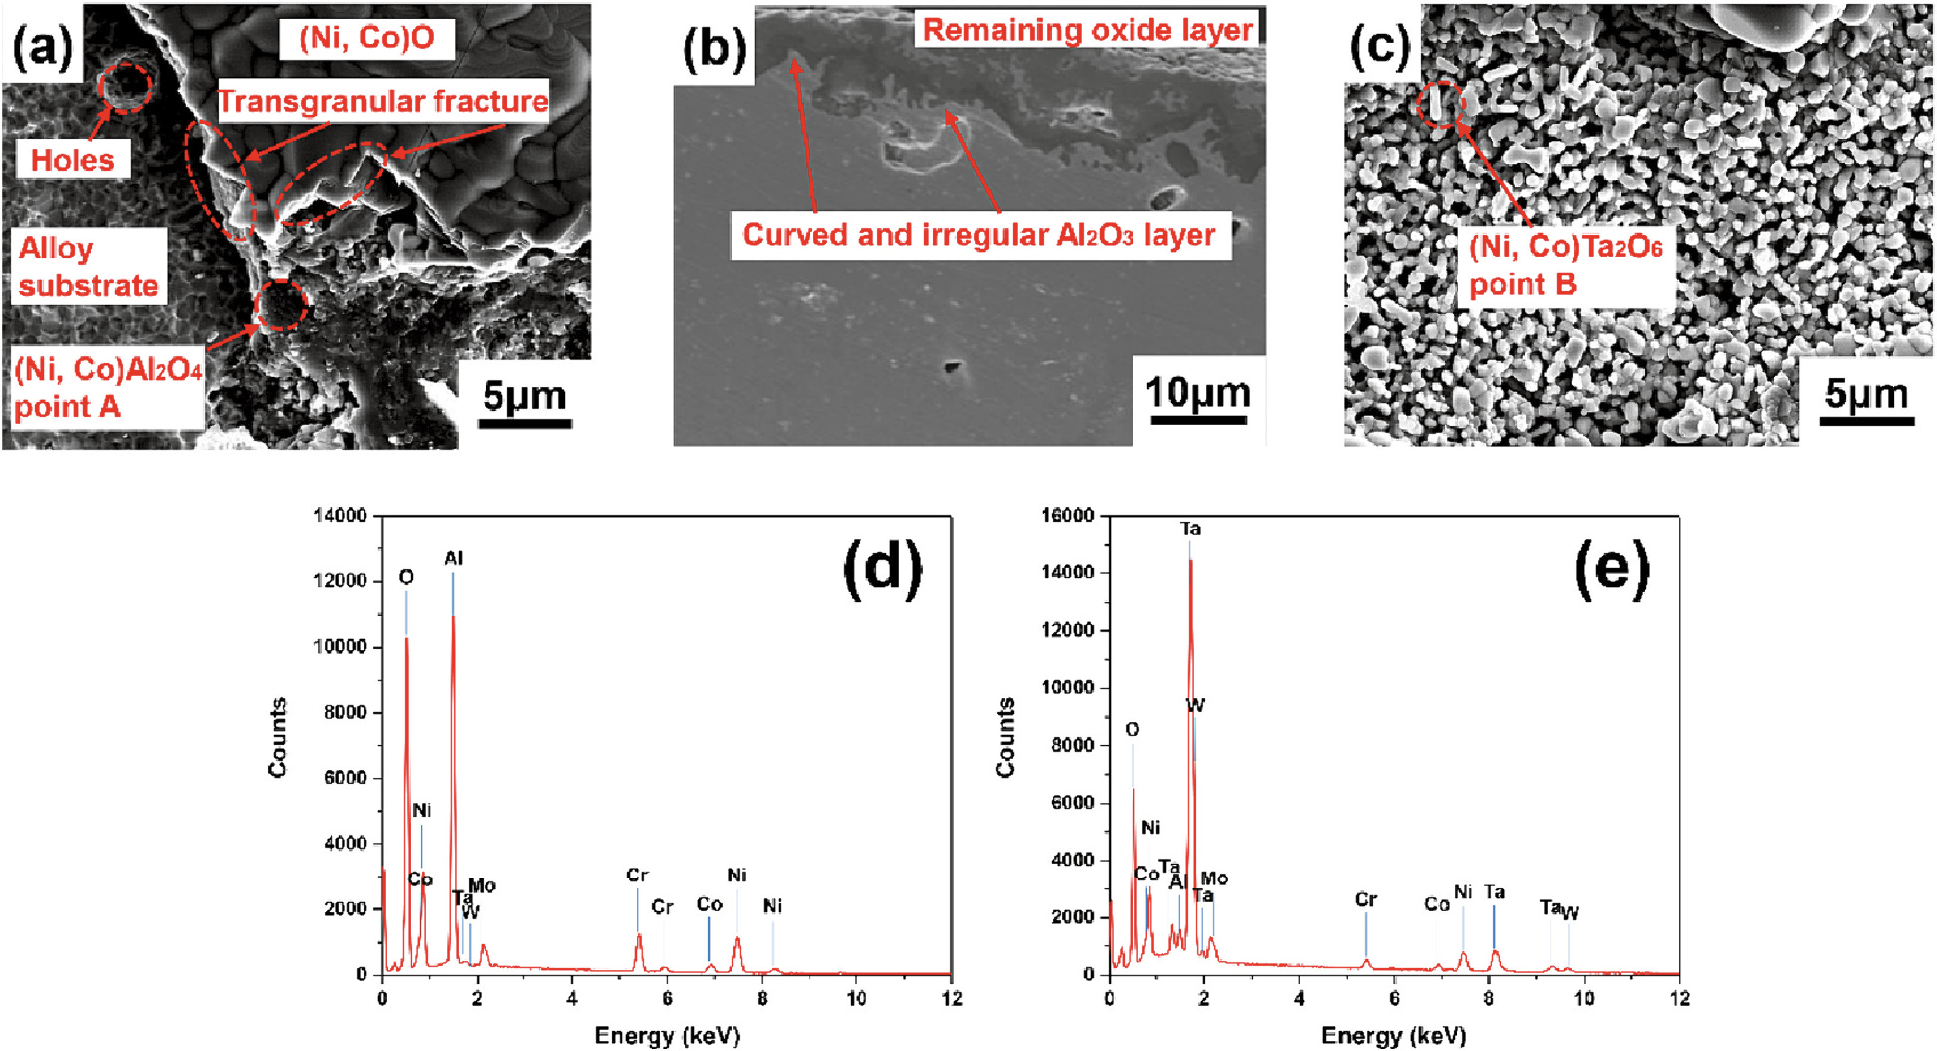 (a)
(Ni, Co)O
Transgranular fracture
Holes
Alloy
substrate
(Ni, Co)Al2O4
point A
5μm
(b)
Remaining oxide layer
Curved and irregular Al2O3 layer
10μm
(c)
(Ni, Co)Ta2O6
point B
5μm
(d)
14000
12000
10000
8000
6000
4000
2000
0
Counts
O
Al
Ni
Co
Ta
W
Mo
Cr
Cr
Co
Ni
Ni
0 2 4 6 8 10 12
Energy (keV)
(e)
16000
14000
12000
10000
8000
6000
4000
2000
0
Counts
Ta
W
O
Ni
Co
Ta
Al
Ta
Mo
Cr
Co
Ni
Ta
Ta
W
0 2 4 6 8 10 12
Energy (keV)